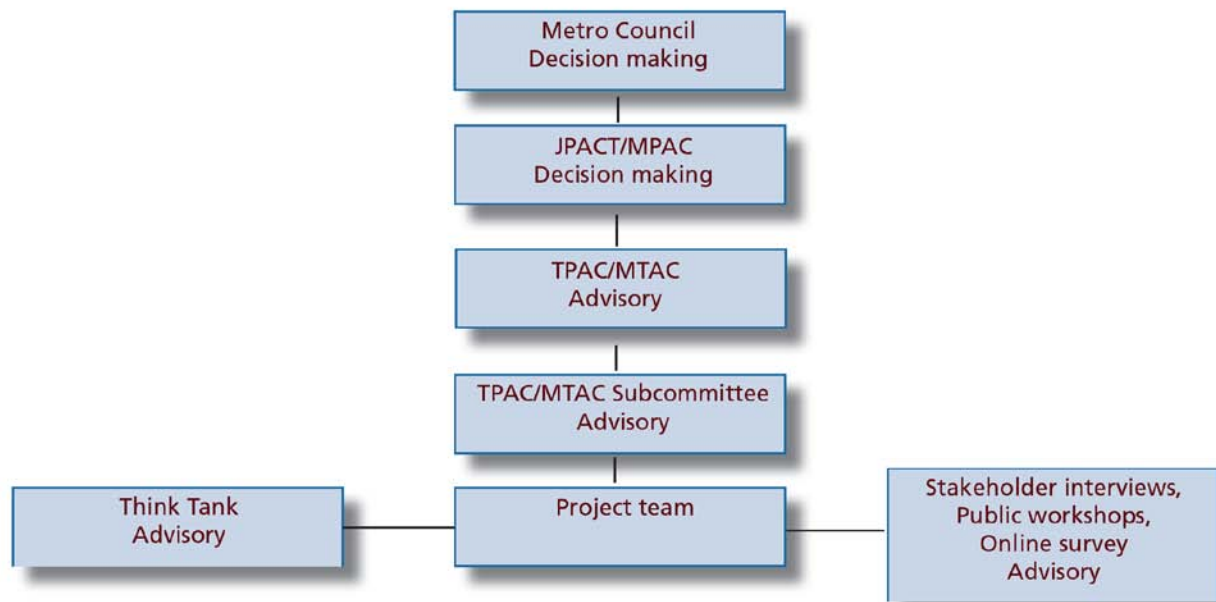 Metro Council
Decision making
JPACT/MPAC
Decision making
TPAC/MTAC
Advisory
TPAC/MTAC Subcommittee
Advisory
Think Tank
Advisory
Project team
Stakeholder interviews,
Public workshops,
Online survey
Advisory